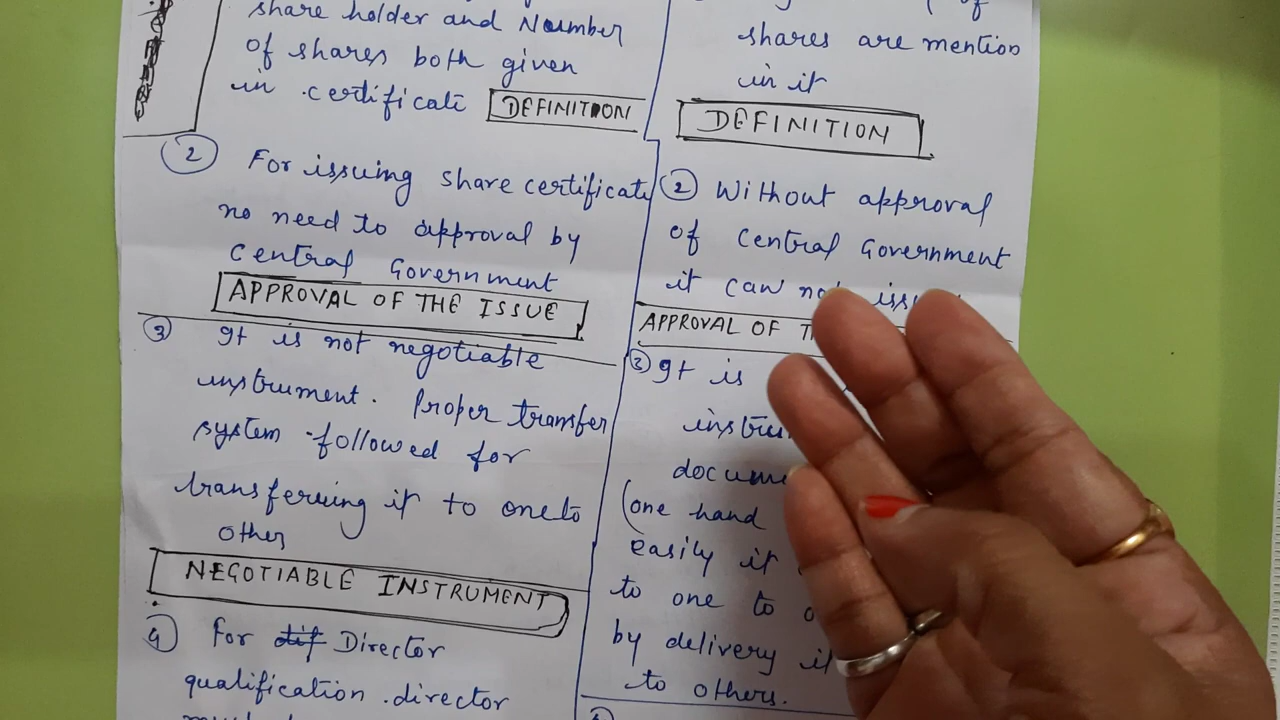 share holder and Number
of shares both given
in certificate
DEFINITION
2 For issuing share certificate
no need to approval by
Central Government
APPROVAL OF THE ISSUE
3 It is not negotiable
instrument. Proper transfer
system followed for
transferring it to one to
other
NEGOTIABLE INSTRUMENT
4 For dif Director
qualification director
shares are mention
in it
DEFINITION
2 Without approval
of Central Government
it can not
APPROVAL OF
3 It is
(one hand
easily it
to one to
by delivery it
to others.